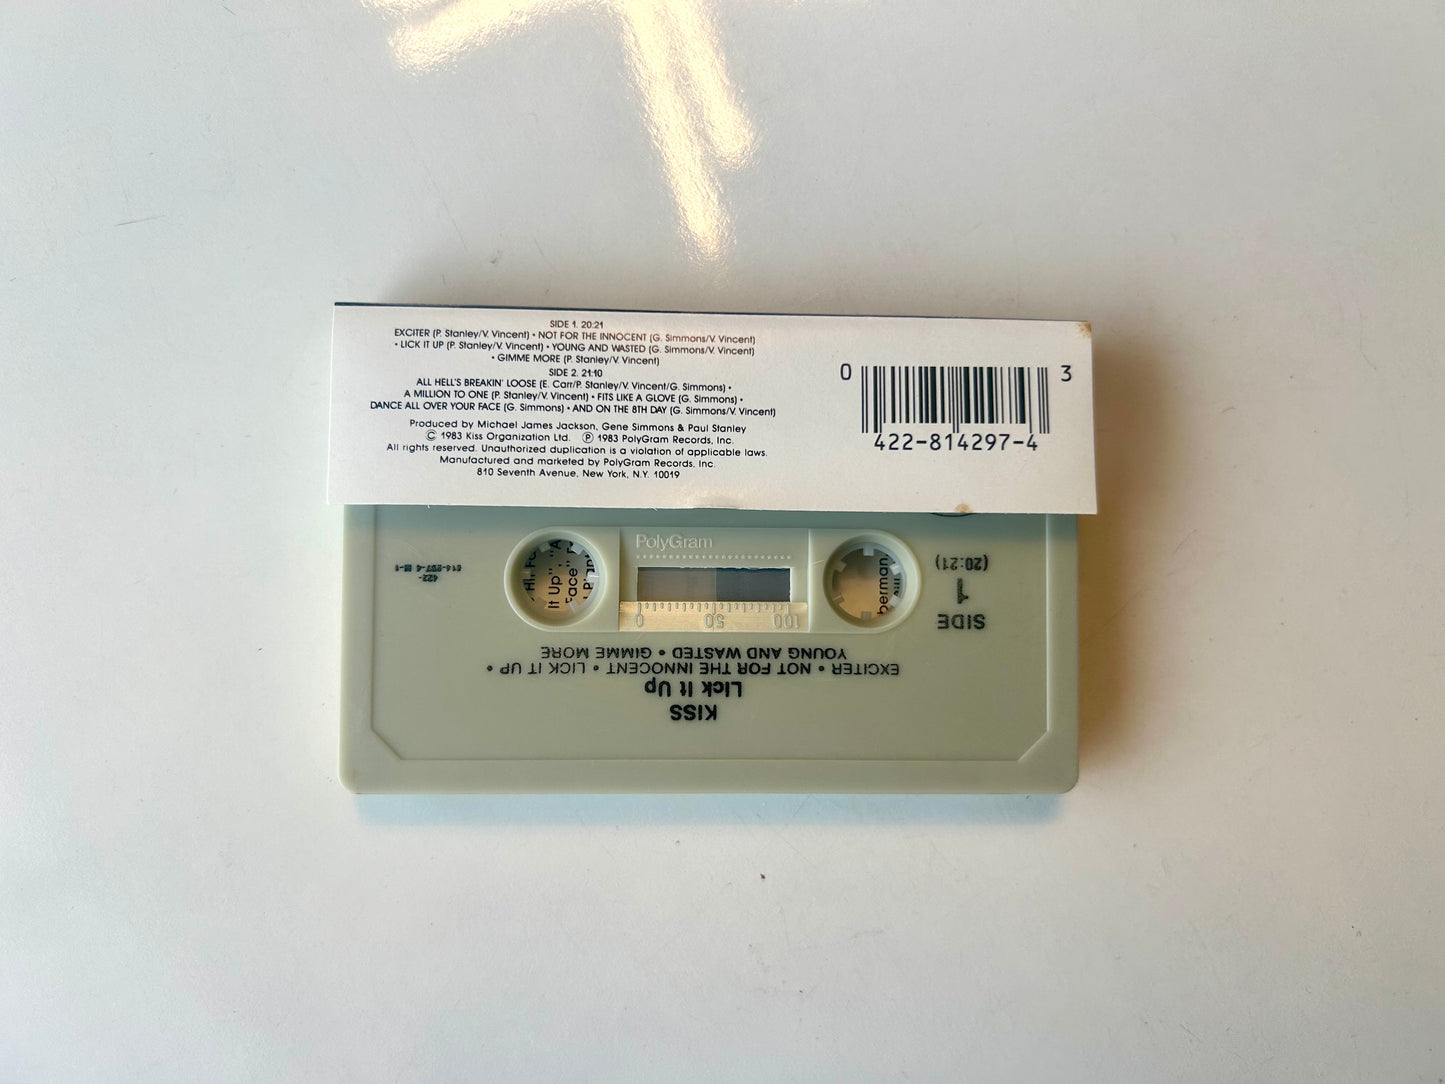 SIDE 1. 20:21
EXCITER (P. Stanley/V. Vincent) • NOT FOR THE INNOCENT (G. Simmons/V. Vincent)
• LICK IT UP (P. Stanley/V. Vincent) • YOUNG AND WASTED (G. Simmons/V. Vincent)
• GIMME MORE (P. Stanley/V. Vincent)
SIDE 2. 21:10
ALL HELL'S BREAKIN' LOOSE (E. Carr/P. Stanley/V. Vincent/G. Simmons) •
A MILLION TO ONE (P. Stanley/V. Vincent) • FITS LIKE A GLOVE (G. Simmons) •
DANCE ALL OVER YOUR FACE (G. Simmons) • AND ON THE 8TH DAY (G. Simmons/V. Vincent)
Produced by Michael James Jackson, Gene Simmons & Paul Stanley
Ⓒ 1983 Kiss Organization Ltd. Ⓟ 1983 PolyGram Records, Inc.
All rights reserved. Unauthorized duplication is a violation of applicable laws.
Manufactured and marketed by PolyGram Records, Inc.
810 Seventh Avenue, New York, N.Y. 10019
0 3
422-814297-4
PolyGram
It Up",
Face"
berman,
0 50 100
KISS
Lick It Up
EXCITER • NOT FOR THE INNOCENT • LICK IT UP •
YOUNG AND WASTED • GIMME MORE
SIDE
1
(20:21)
422-